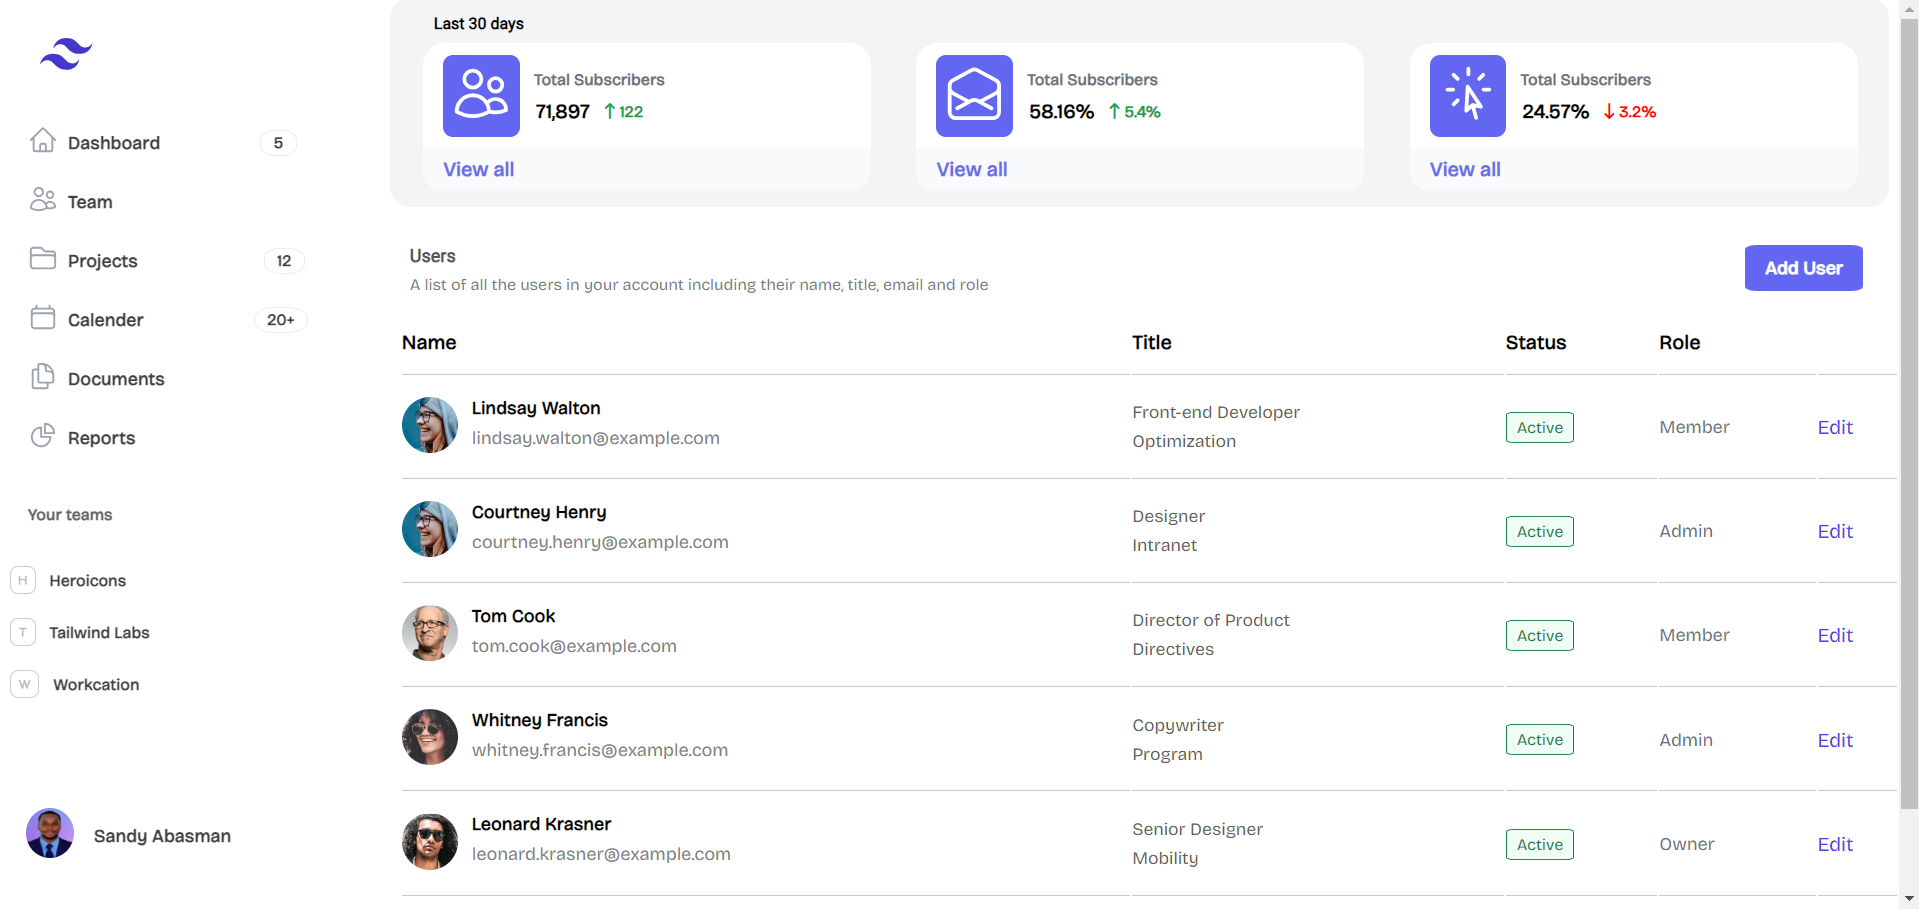 Dashboard 5
Team
Projects 12
Calender 20+
Documents
Reports
Your teams
H Heroicons
T Tailwind Labs
W Workcation
Sandy Abasman
Last 30 days
Total Subscribers
71,897 ↑ 122
View all
Total Subscribers
58.16% ↑ 5.4%
View all
Total Subscribers
24.57% ↓ 3.2%
View all
Users
A list of all the users in your account including their name, title, email and role
Add User
Name Title Status Role
Lindsay Walton
lindsay.walton@example.com
Front-end Developer
Optimization
Active
Member
Edit
Courtney Henry
courtney.henry@example.com
Designer
Intranet
Active
Admin
Edit
Tom Cook
tom.cook@example.com
Director of Product
Directives
Active
Member
Edit
Whitney Francis
whitney.francis@example.com
Copywriter
Program
Active
Admin
Edit
Leonard Krasner
leonard.krasner@example.com
Senior Designer
Mobility
Active
Owner
Edit